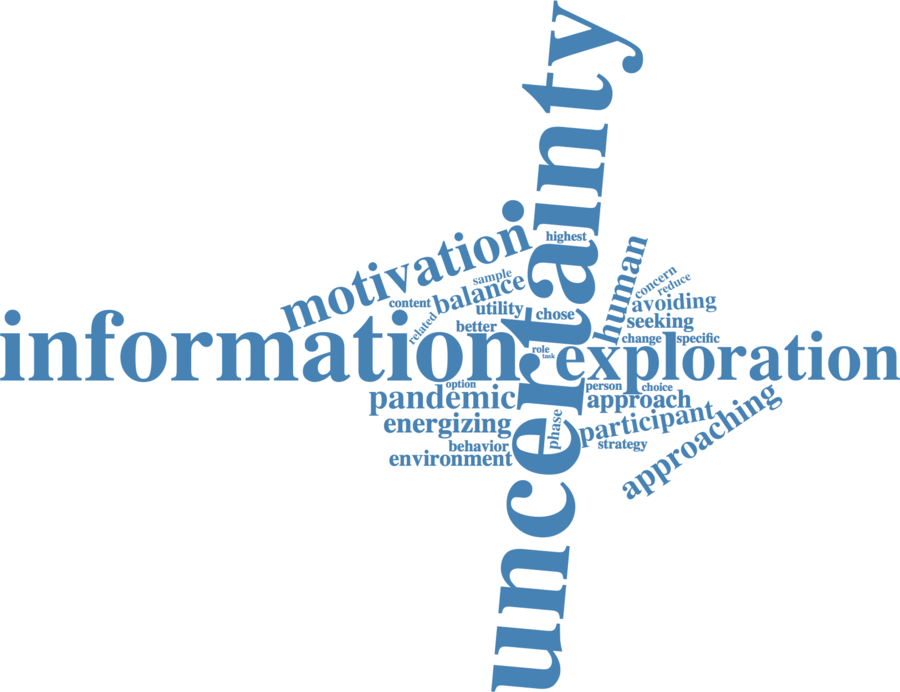 uncertainty
highest
human
motivation
concern
reduce
sample
balance
content
avoiding
utility
chose
seeking
related
better
information
change
specific
role
task
exploration
option
person
choice
pandemic
approach
energizing
phase
participant
approaching
behavior
strategy
environment